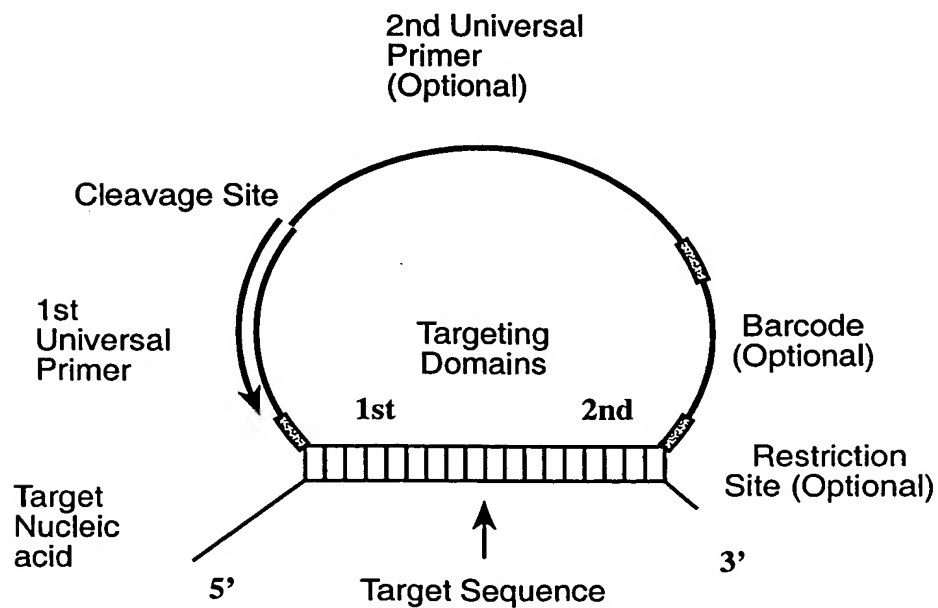 2nd Universal
Primer
(Optional)
Cleavage Site
1st
Universal
Primer
Targeting
Domains
Barcode
(Optional)
1st
2nd
Restriction
Site (Optional)
Target
Nucleic
acid
5'
Target Sequence
3'